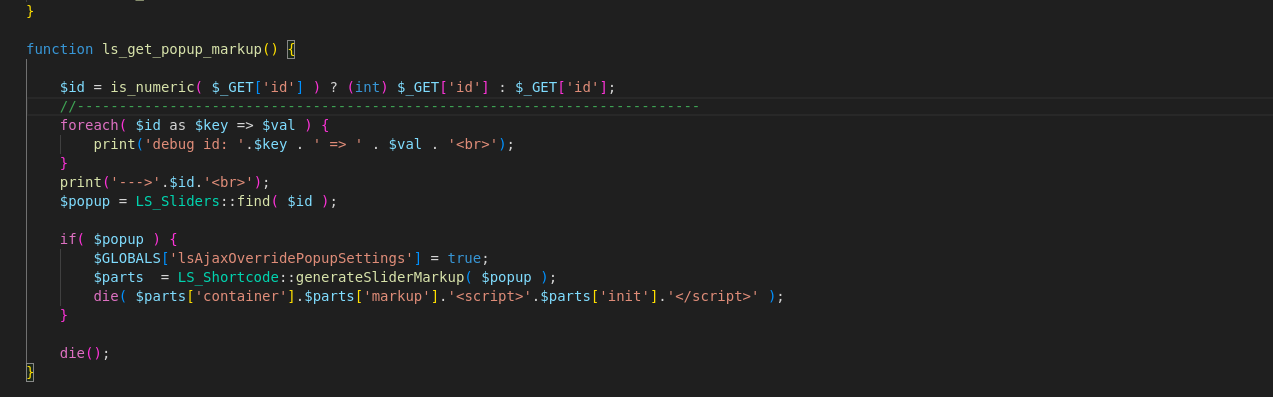 }
function ls_get_popup_markup() {
$id = is_numeric( $_GET['id'] ) ? (int) $_GET['id'] : $_GET['id'];
//--------------------------------------------------------------------------
foreach( $id as $key => $val ) {
print('debug id: '.$key . ' => ' . $val . '<br>');
}
print('--->'.$id.'<br>');
$popup = LS_Sliders::find( $id );
if( $popup ) {
$GLOBALS['lsAjaxOverridePopupSettings'] = true;
$parts  = LS_Shortcode::generateSliderMarkup( $popup );
die( $parts['container'].$parts['markup'].'<script>'.$parts['init'].'</script>' );
}
die();
}